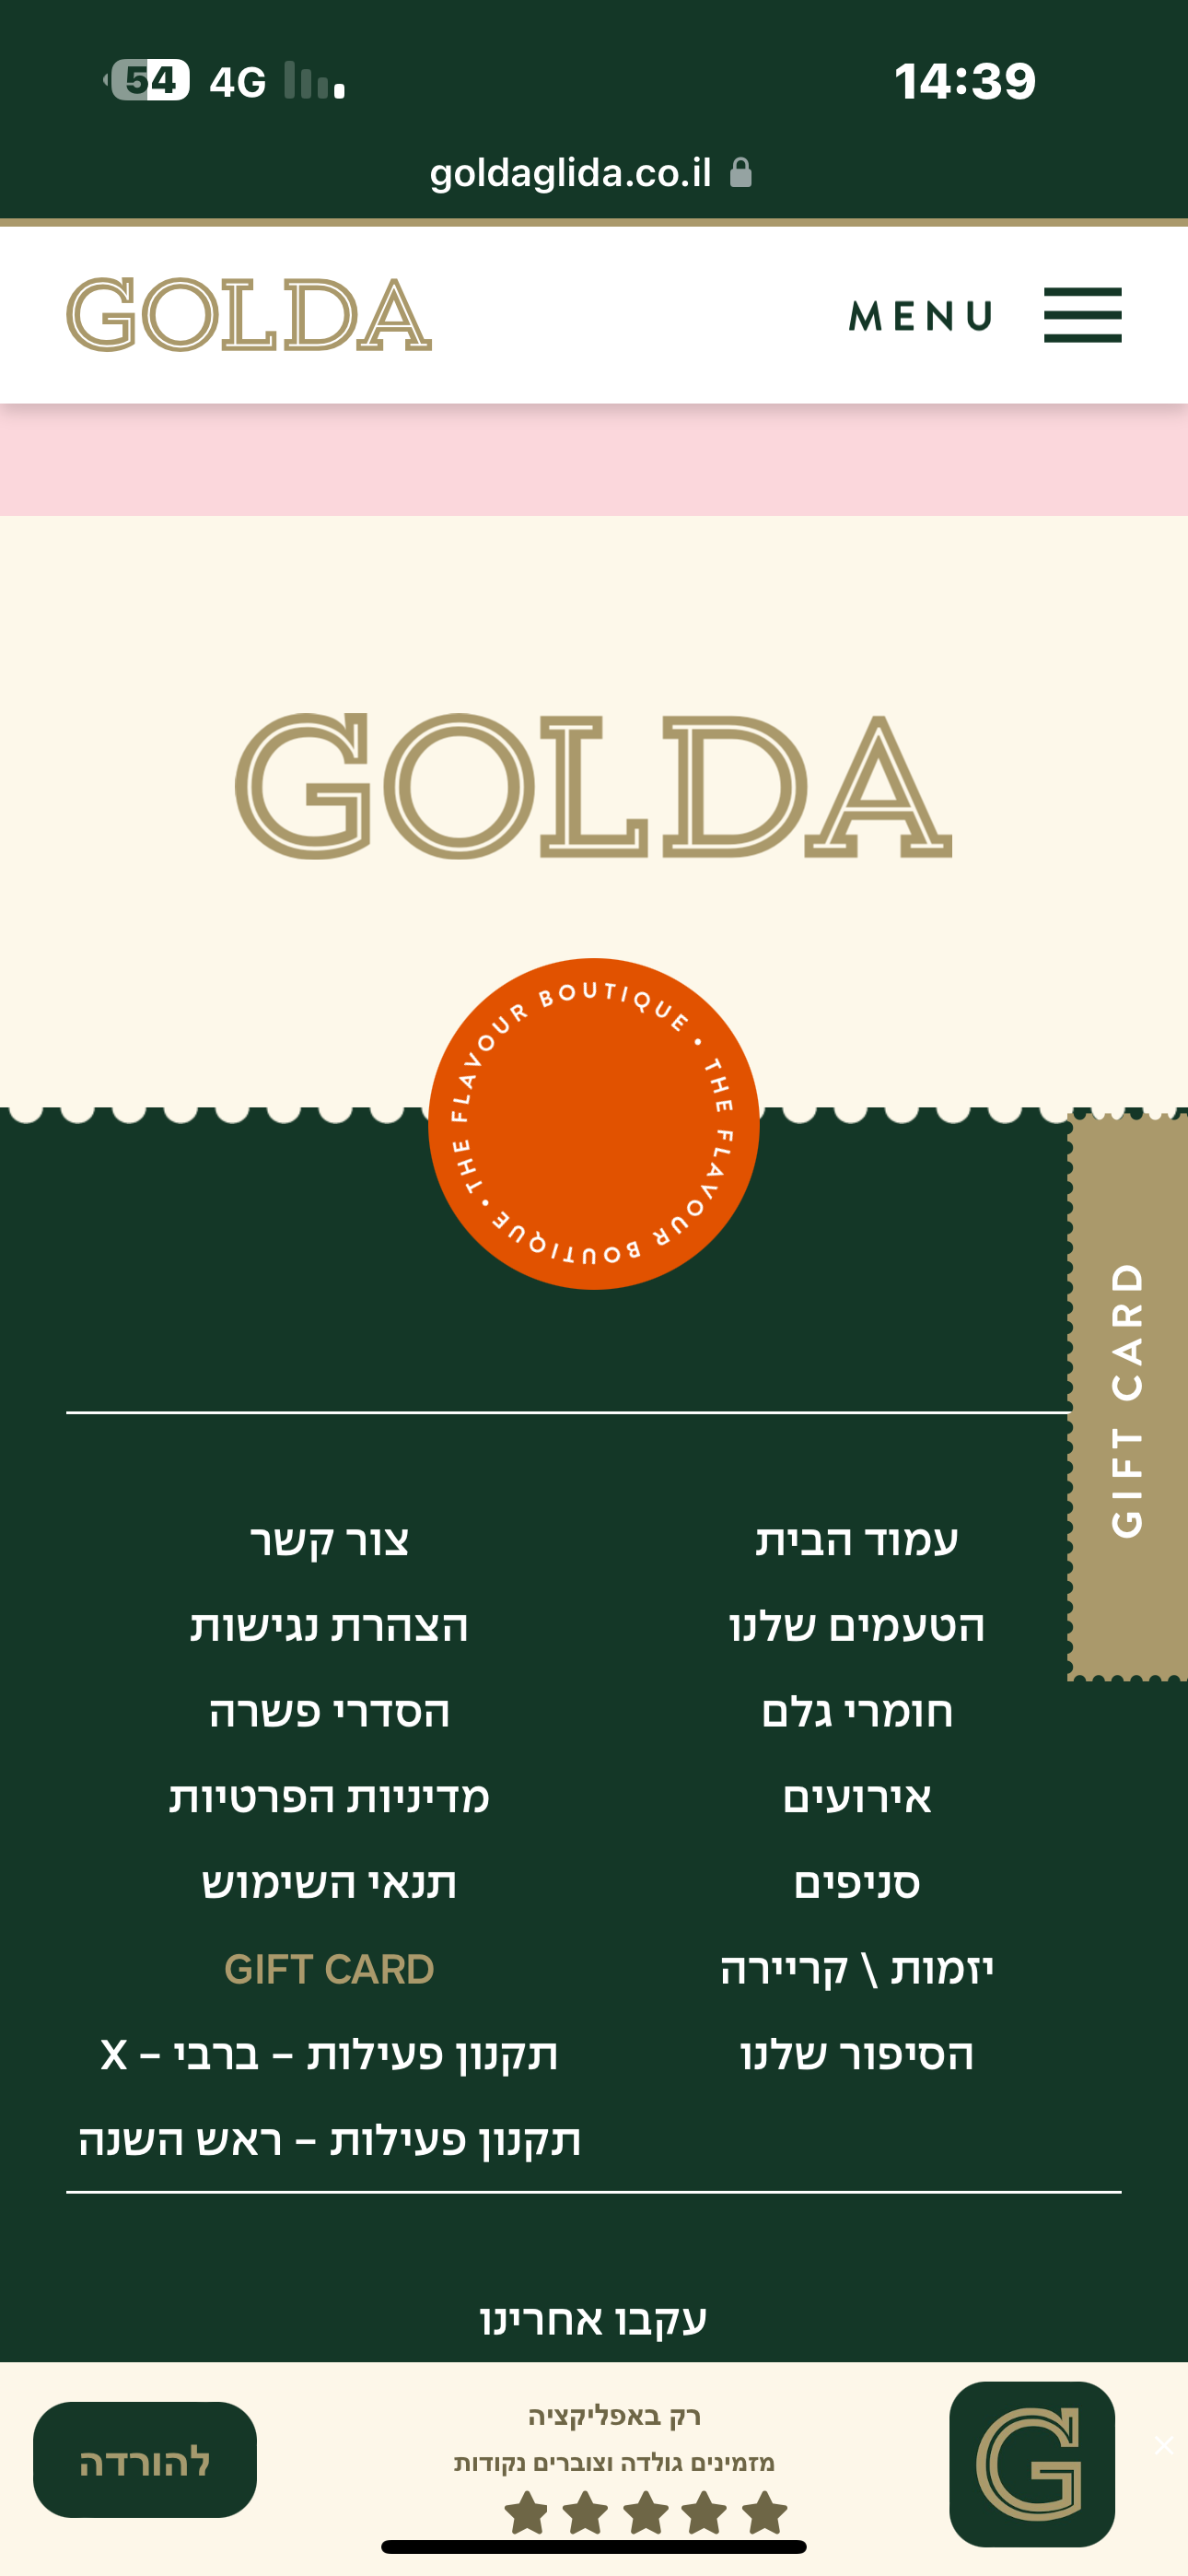 14:39
4G
54
goldaglida.co.il
GOLDA
MENU
GOLDA
THE FLAVOUR BOUTIQUE • THE FLAVOUR BOUTIQUE •
GIFT CARD
עמוד הבית
הטעמים שלנו
חומרי גלם
אירועים
סניפים
יזמות \ קריירה
הסיפור שלנו
צור קשר
הצהרת נגישות
הסדרי פשרה
מדיניות הפרטיות
תנאי השימוש
GIFT CARD
תקנון פעילות – ברבי – X
תקנון פעילות – ראש השנה
עקבו אחרינו
G
רק באפליקציה
מזמינים גולדה וצוברים נקודות
להורדה